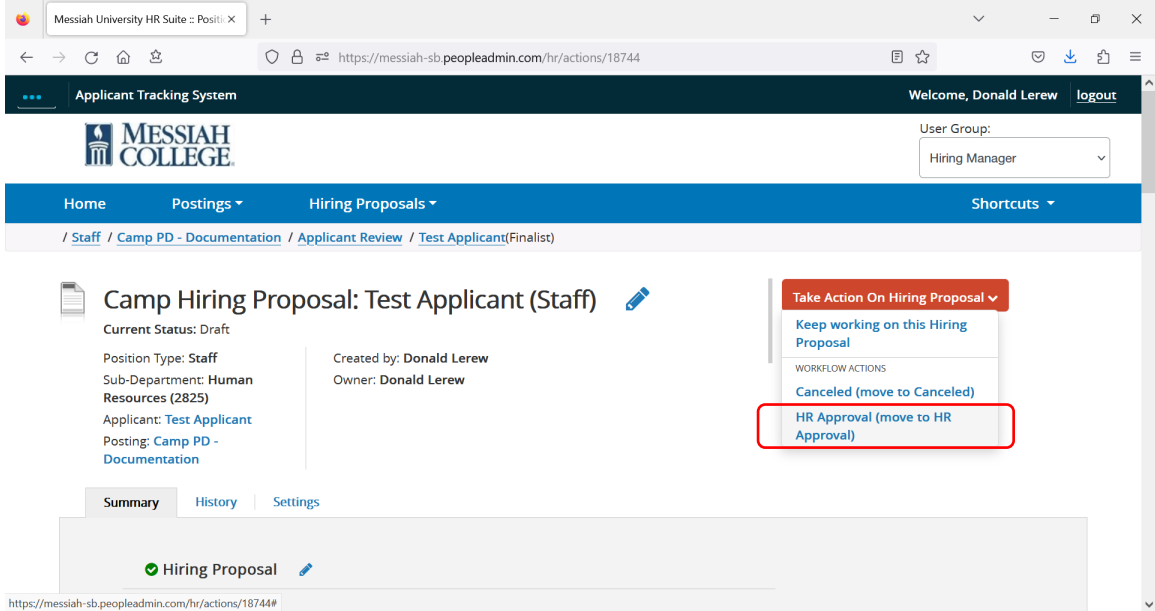 Messiah University HR Suite :: Positi
https://messiah-sb.peopleadmin.com/hr/actions/18744
Applicant Tracking System
Welcome, Donald Lerew
logout
MESSIAH
COLLEGE
User Group:
Hiring Manager
Home
Postings
Hiring Proposals
Shortcuts
/ Staff / Camp PD - Documentation / Applicant Review / Test Applicant(Finalist)
Camp Hiring Proposal: Test Applicant (Staff)
Current Status: Draft
Position Type: Staff
Sub-Department: Human
Resources (2825)
Applicant: Test Applicant
Posting: Camp PD -
Documentation
Created by: Donald Lerew
Owner: Donald Lerew
Take Action On Hiring Proposal
Keep working on this Hiring
Proposal
WORKFLOW ACTIONS
Canceled (move to Canceled)
HR Approval (move to HR
Approval)
Summary
History
Settings
Hiring Proposal
https://messiah-sb.peopleadmin.com/hr/actions/18744#